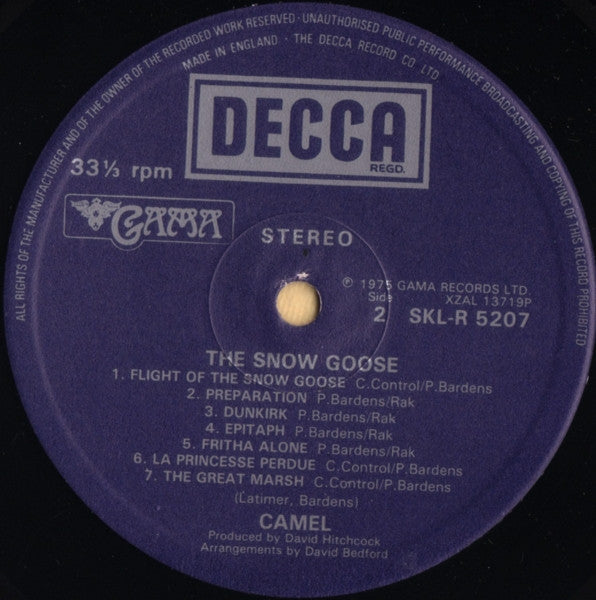 ALL RIGHTS OF THE MANUFACTURER AND OF THE OWNER OF THE RECORDED WORK RESERVED · UNAUTHORISED PUBLIC PERFORMANCE BROADCASTING AND COPYING OF THIS RECORD PROHIBITED
MADE IN ENGLAND · THE DECCA RECORD CO. LTD.
DECCA
REGD.
33⅓ rpm
GAMA
STEREO
℗ 1975 GAMA RECORDS LTD.
Side XZAL 13719P
2 SKL-R 5207
THE SNOW GOOSE
1. FLIGHT OF THE SNOW GOOSE C.Control/P.Bardens
2. PREPARATION P.Bardens/Rak
3. DUNKIRK P.Bardens/Rak
4. EPITAPH P.Bardens/Rak
5. FRITHA ALONE P.Bardens/Rak
6. LA PRINCESSE PERDUE C.Control/P.Bardens
7. THE GREAT MARSH C.Control/P.Bardens
(Latimer, Bardens)
CAMEL
Produced by David Hitchcock
Arrangements by David Bedford